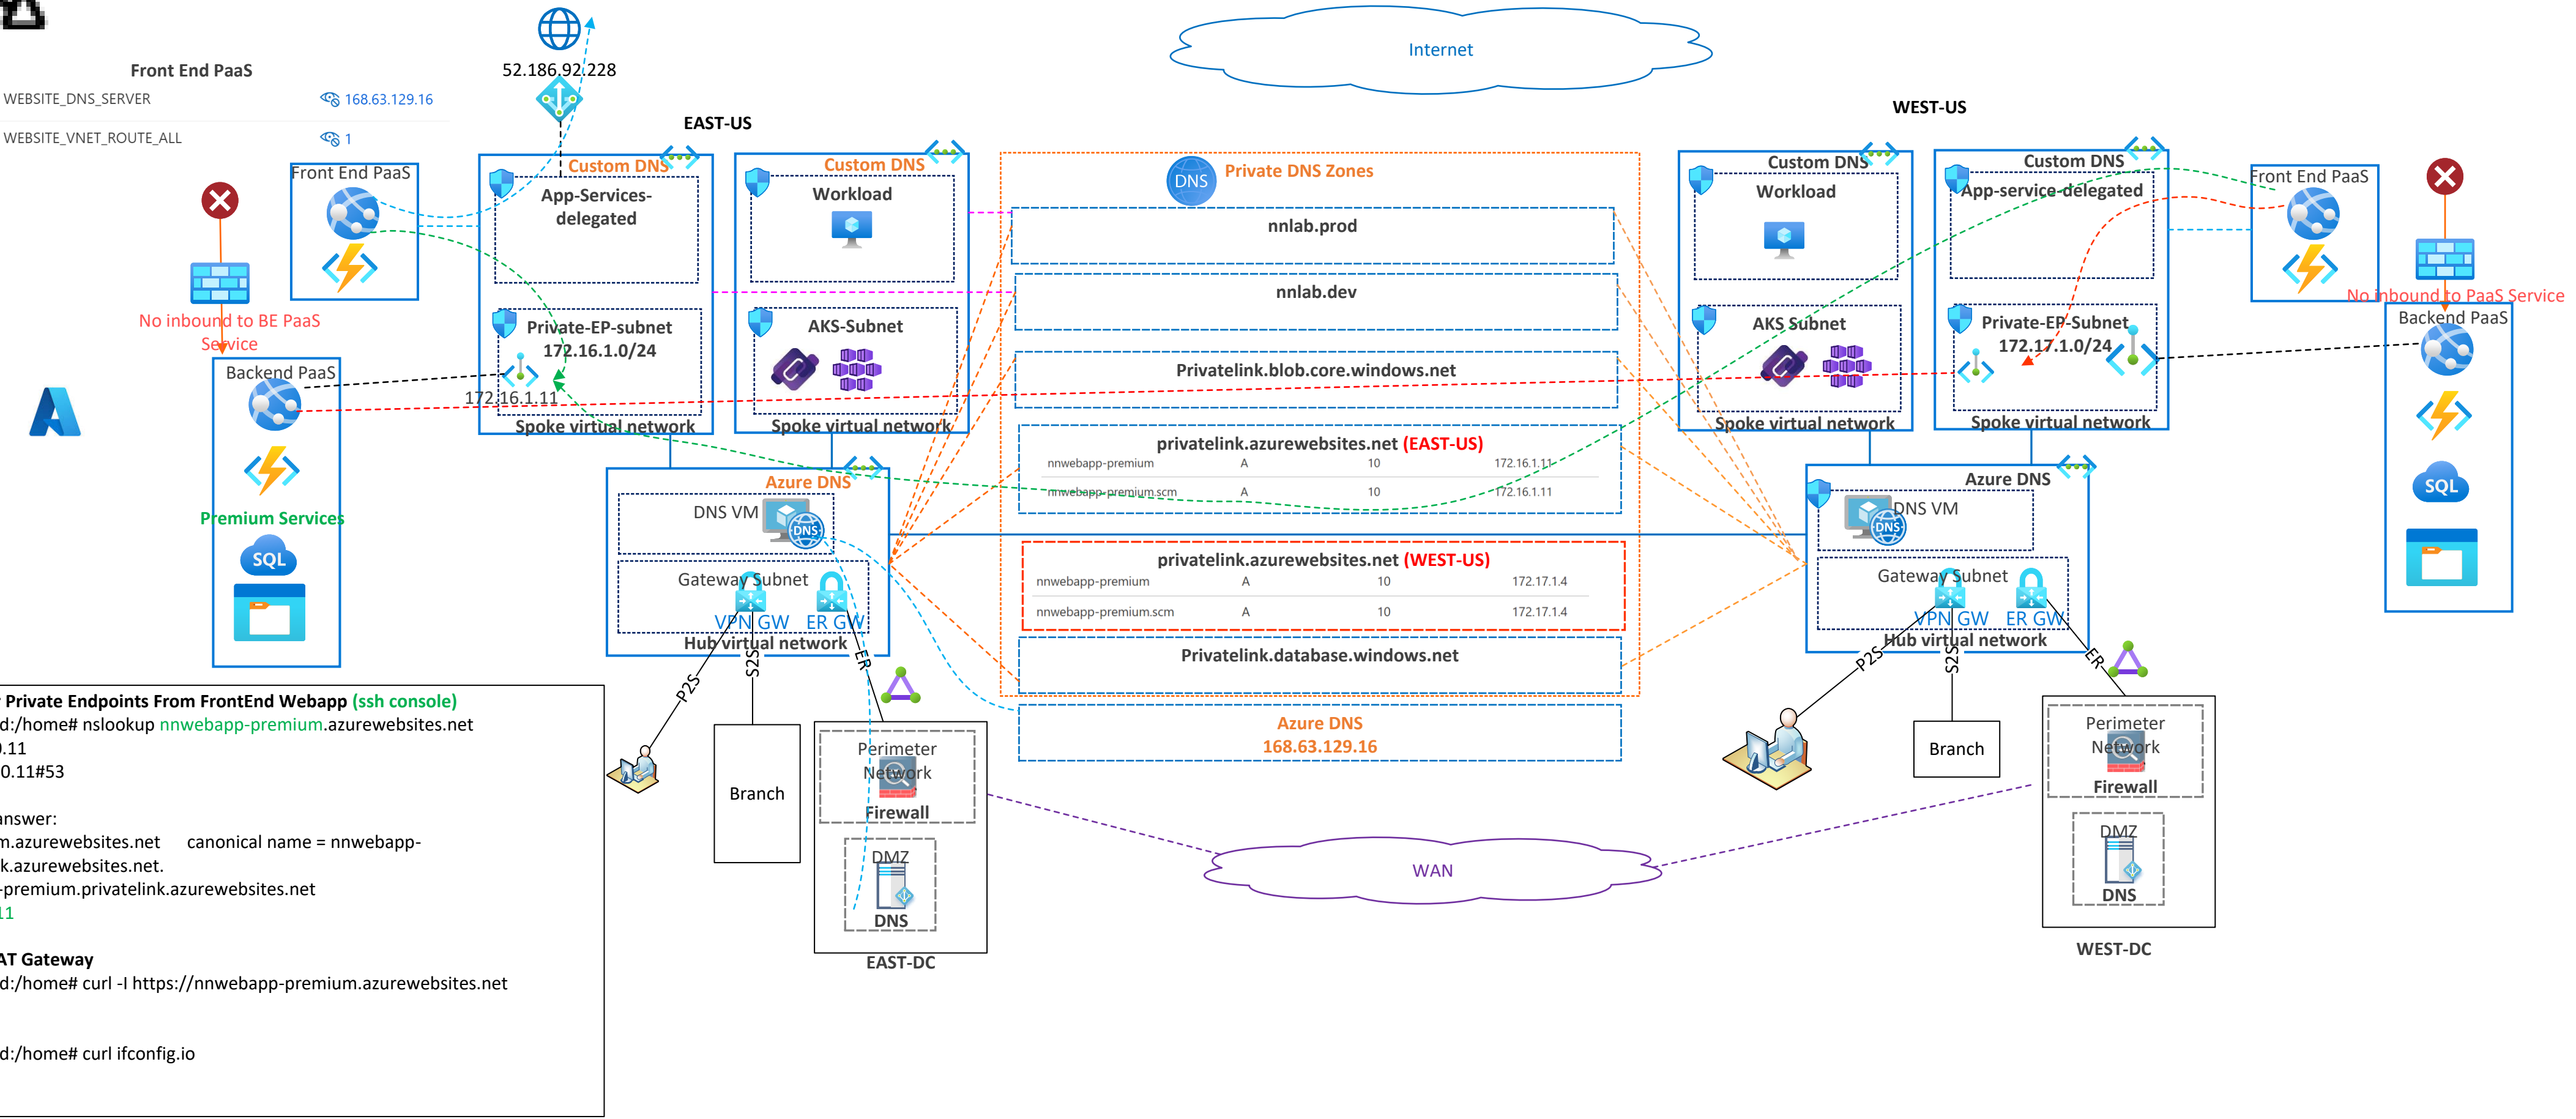 Internet
Front End PaaS
WEBSITE_DNS_SERVER 168.63.129.16
WEBSITE_VNET_ROUTE_ALL 1
52.186.92.228
EAST-US
WEST-US
Front End PaaS
No inbound to BE PaaS
Service
Backend PaaS
Premium Services
SQL
Custom DNS
App-Services-
delegated
Private-EP-subnet
172.16.1.0/24
172.16.1.11
Spoke virtual network
Custom DNS
Workload
AKS-Subnet
Spoke virtual network
Azure DNS
DNS VM
DNS
Gateway Subnet
VPN GW
ER GW
Hub virtual network
P2S
S2S
ER
Branch
Perimeter
Network
Firewall
DMZ
DNS
EAST-DC
DNS
Private DNS Zones
nnlab.prod
nnlab.dev
Privatelink.blob.core.windows.net
privatelink.azurewebsites.net (EAST-US)
nnwebapp-premium A 10 172.16.1.11
nnwebapp-premium.scm A 10 172.16.1.11
privatelink.azurewebsites.net (WEST-US)
nnwebapp-premium A 10 172.17.1.4
nnwebapp-premium.scm A 10 172.17.1.4
Privatelink.database.windows.net
Azure DNS
168.63.129.16
WAN
Custom DNS
Workload
AKS Subnet
Spoke virtual network
Custom DNS
App-service-delegated
Private-EP-Subnet
172.17.1.0/24
Spoke virtual network
Front End PaaS
No inbound to PaaS Service
Backend PaaS
SQL
Azure DNS
DNS VM
DNS
Gateway Subnet
VPN GW
ER GW
Hub virtual network
P2S
S2S
ER
Branch
Perimeter
Network
Firewall
DMZ
DNS
WEST-DC
Private Endpoints From FrontEnd Webapp (ssh console)
d:/home# nslookup nnwebapp-premium.azurewebsites.net
.11
0.11#53
answer:
m.azurewebsites.net canonical name = nnwebapp-
k.azurewebsites.net.
-premium.privatelink.azurewebsites.net
11
AT Gateway
d:/home# curl -I https://nnwebapp-premium.azurewebsites.net
d:/home# curl ifconfig.io